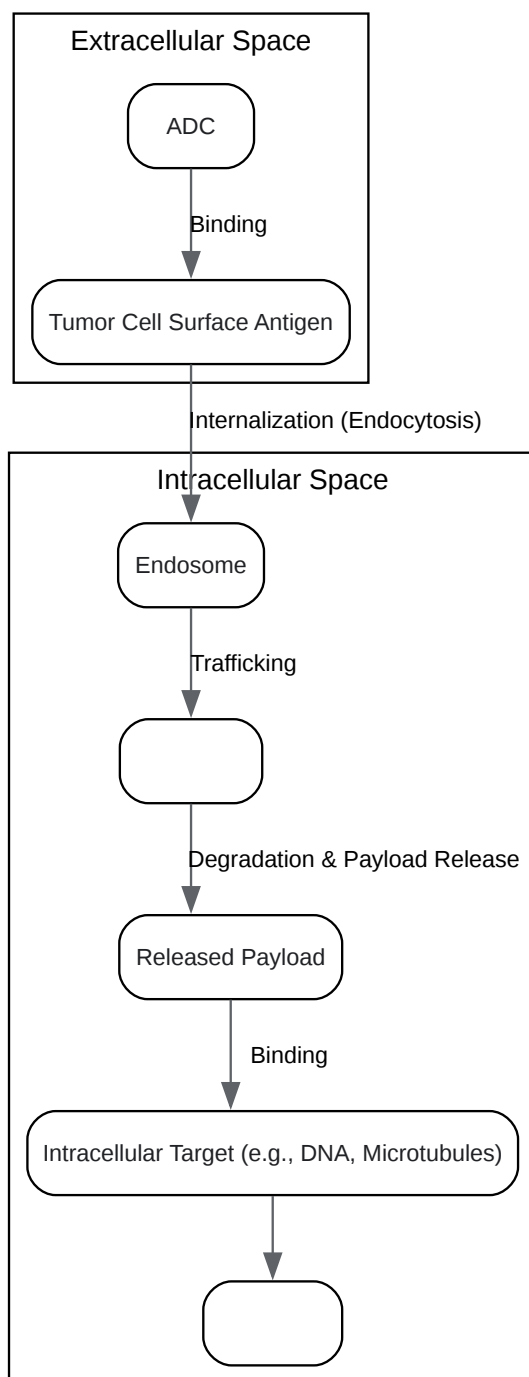 Extracellular Space
ADC
Binding
Tumor Cell Surface Antigen
Internalization (Endocytosis)
Intracellular Space
Endosome
Trafficking
Degradation & Payload Release
Released Payload
Binding
Intracellular Target (e.g., DNA, Microtubules)